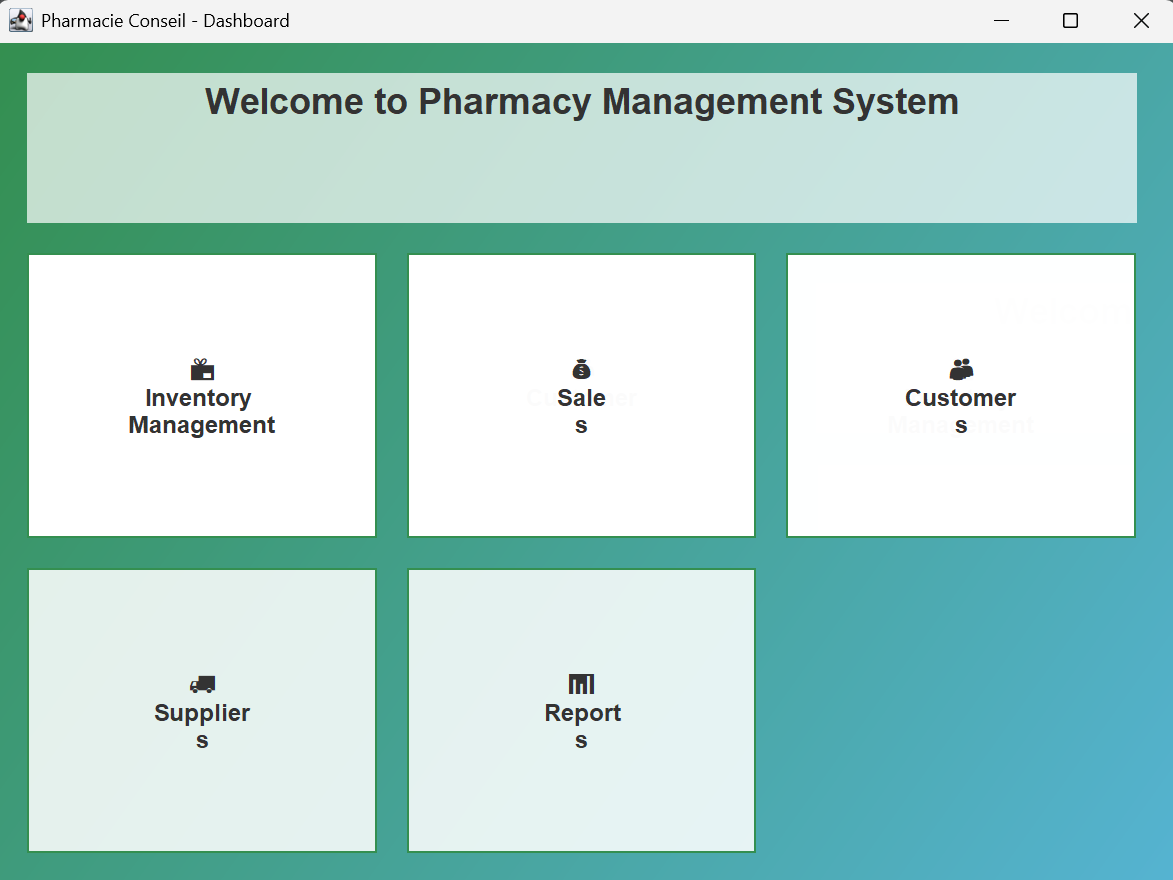 Pharmacie Conseil - Dashboard
Welcome to Pharmacy Management System
Inventory
Management
Sale
s
Customer
s
Supplier
s
Report
s